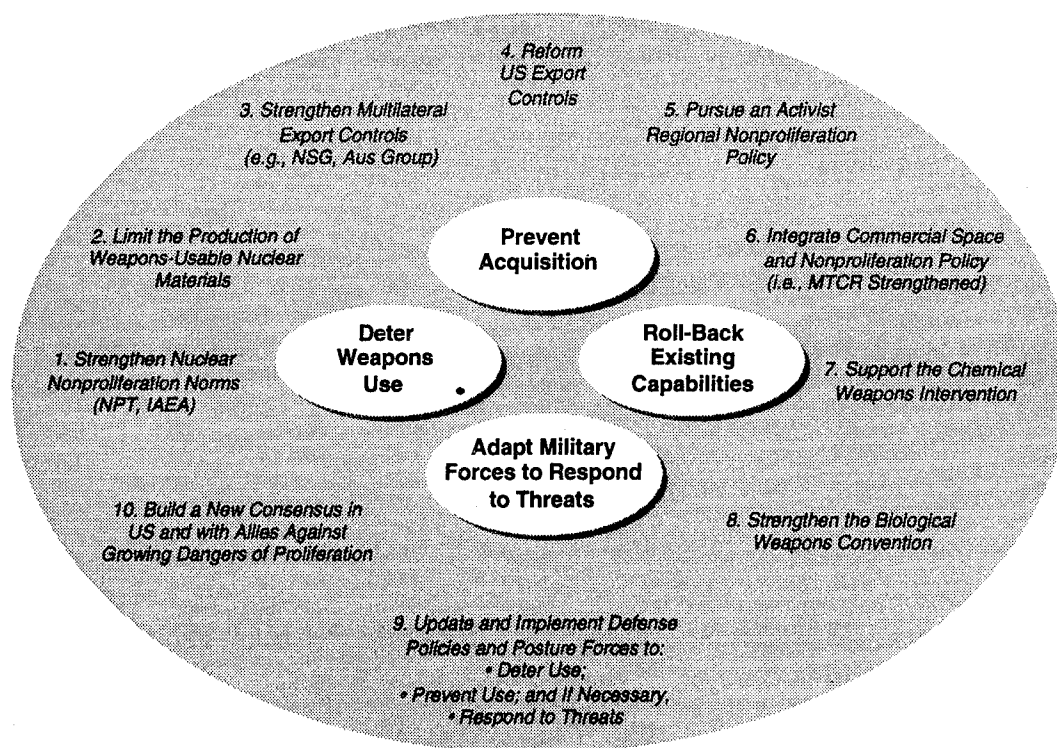 4. Reform
US Export
Controls
3. Strengthen Multilateral
Export Controls
(e.g., NSG, Aus Group)
5. Pursue an Activist
Regional Nonproliferation
Policy
2. Limit the Production of
Weapons-Usable Nuclear
Materials
Prevent
Acquisition
6. Integrate Commercial Space
and Nonproliferation Policy
(i.e., MTCR Strengthened)
1. Strengthen Nuclear
Nonproliferation Norms
(NPT, IAEA)
Deter
Weapons
Use
Roll-Back
Existing
Capabilities
7. Support the Chemical
Weapons Intervention
Adapt Military
Forces to Respond
to Threats
10. Build a New Consensus in
US and with Allies Against
Growing Dangers of Proliferation
8. Strengthen the Biological
Weapons Convention
9. Update and Implement Defense
Policies and Posture Forces to:
• Deter Use;
• Prevent Use; and If Necessary,
• Respond to Threats